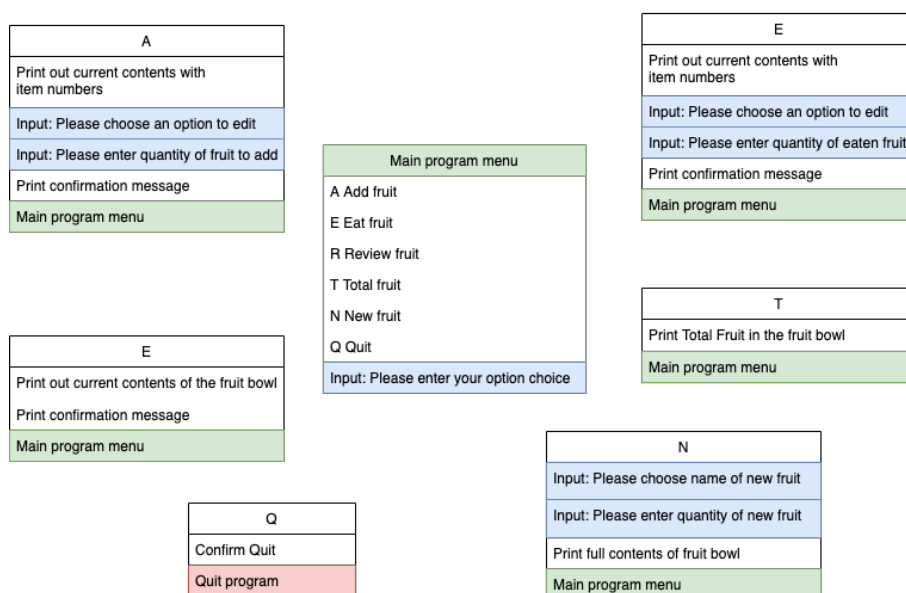 A
Print out current contents with
item numbers
Input: Please choose an option to edit
Input: Please enter quantity of fruit to add
Print confirmation message
Main program menu
E
Print out current contents with
item numbers
Input: Please choose an option to edit
Input: Please enter quantity of eaten fruit
Print confirmation message
Main program menu
Main program menu
A Add fruit
E Eat fruit
R Review fruit
T Total fruit
N New fruit
Q Quit
Input: Please enter your option choice
T
Print Total Fruit in the fruit bowl
Main program menu
E
Print out current contents of the fruit bowl
Print confirmation message
Main program menu
N
Input: Please choose name of new fruit
Input: Please enter quantity of new fruit
Print full contents of fruit bowl
Main program menu
Q
Confirm Quit
Quit program